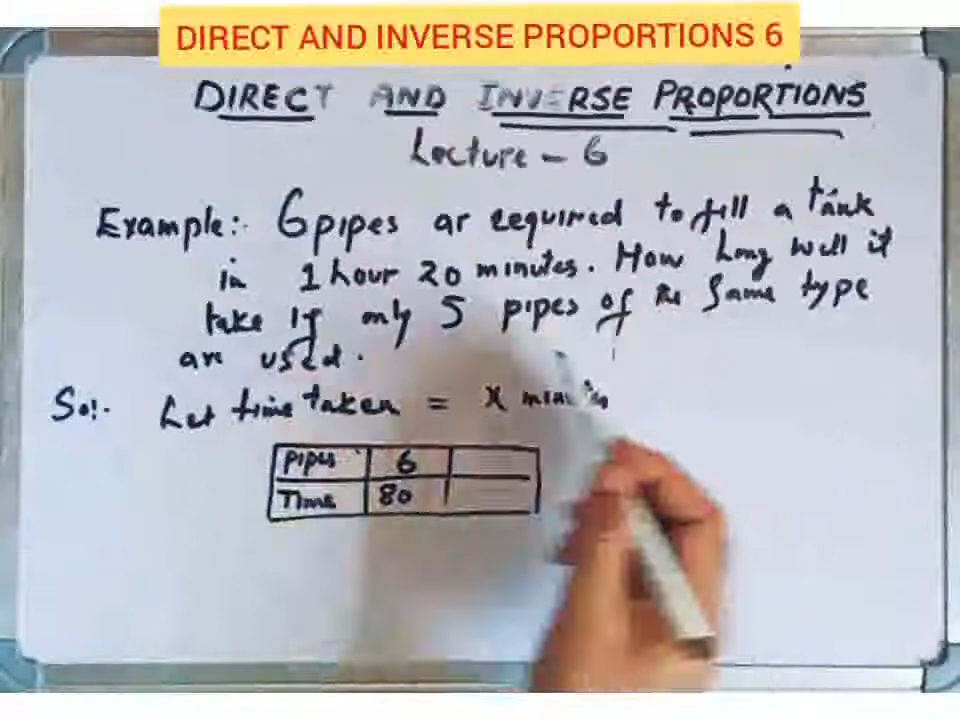 DIRECT AND INVERSE PROPORTIONS 6
DIRECT AND INVERSE PROPORTIONS
Lecture - 6
Example:- 6 pipes ar required to fill a tank
in 1 hour 20 minutes. How long will it
take if only 5 pipes of the same type
are used.
Sol:- Let time taken = x minutes
Pipes 6
Time 80